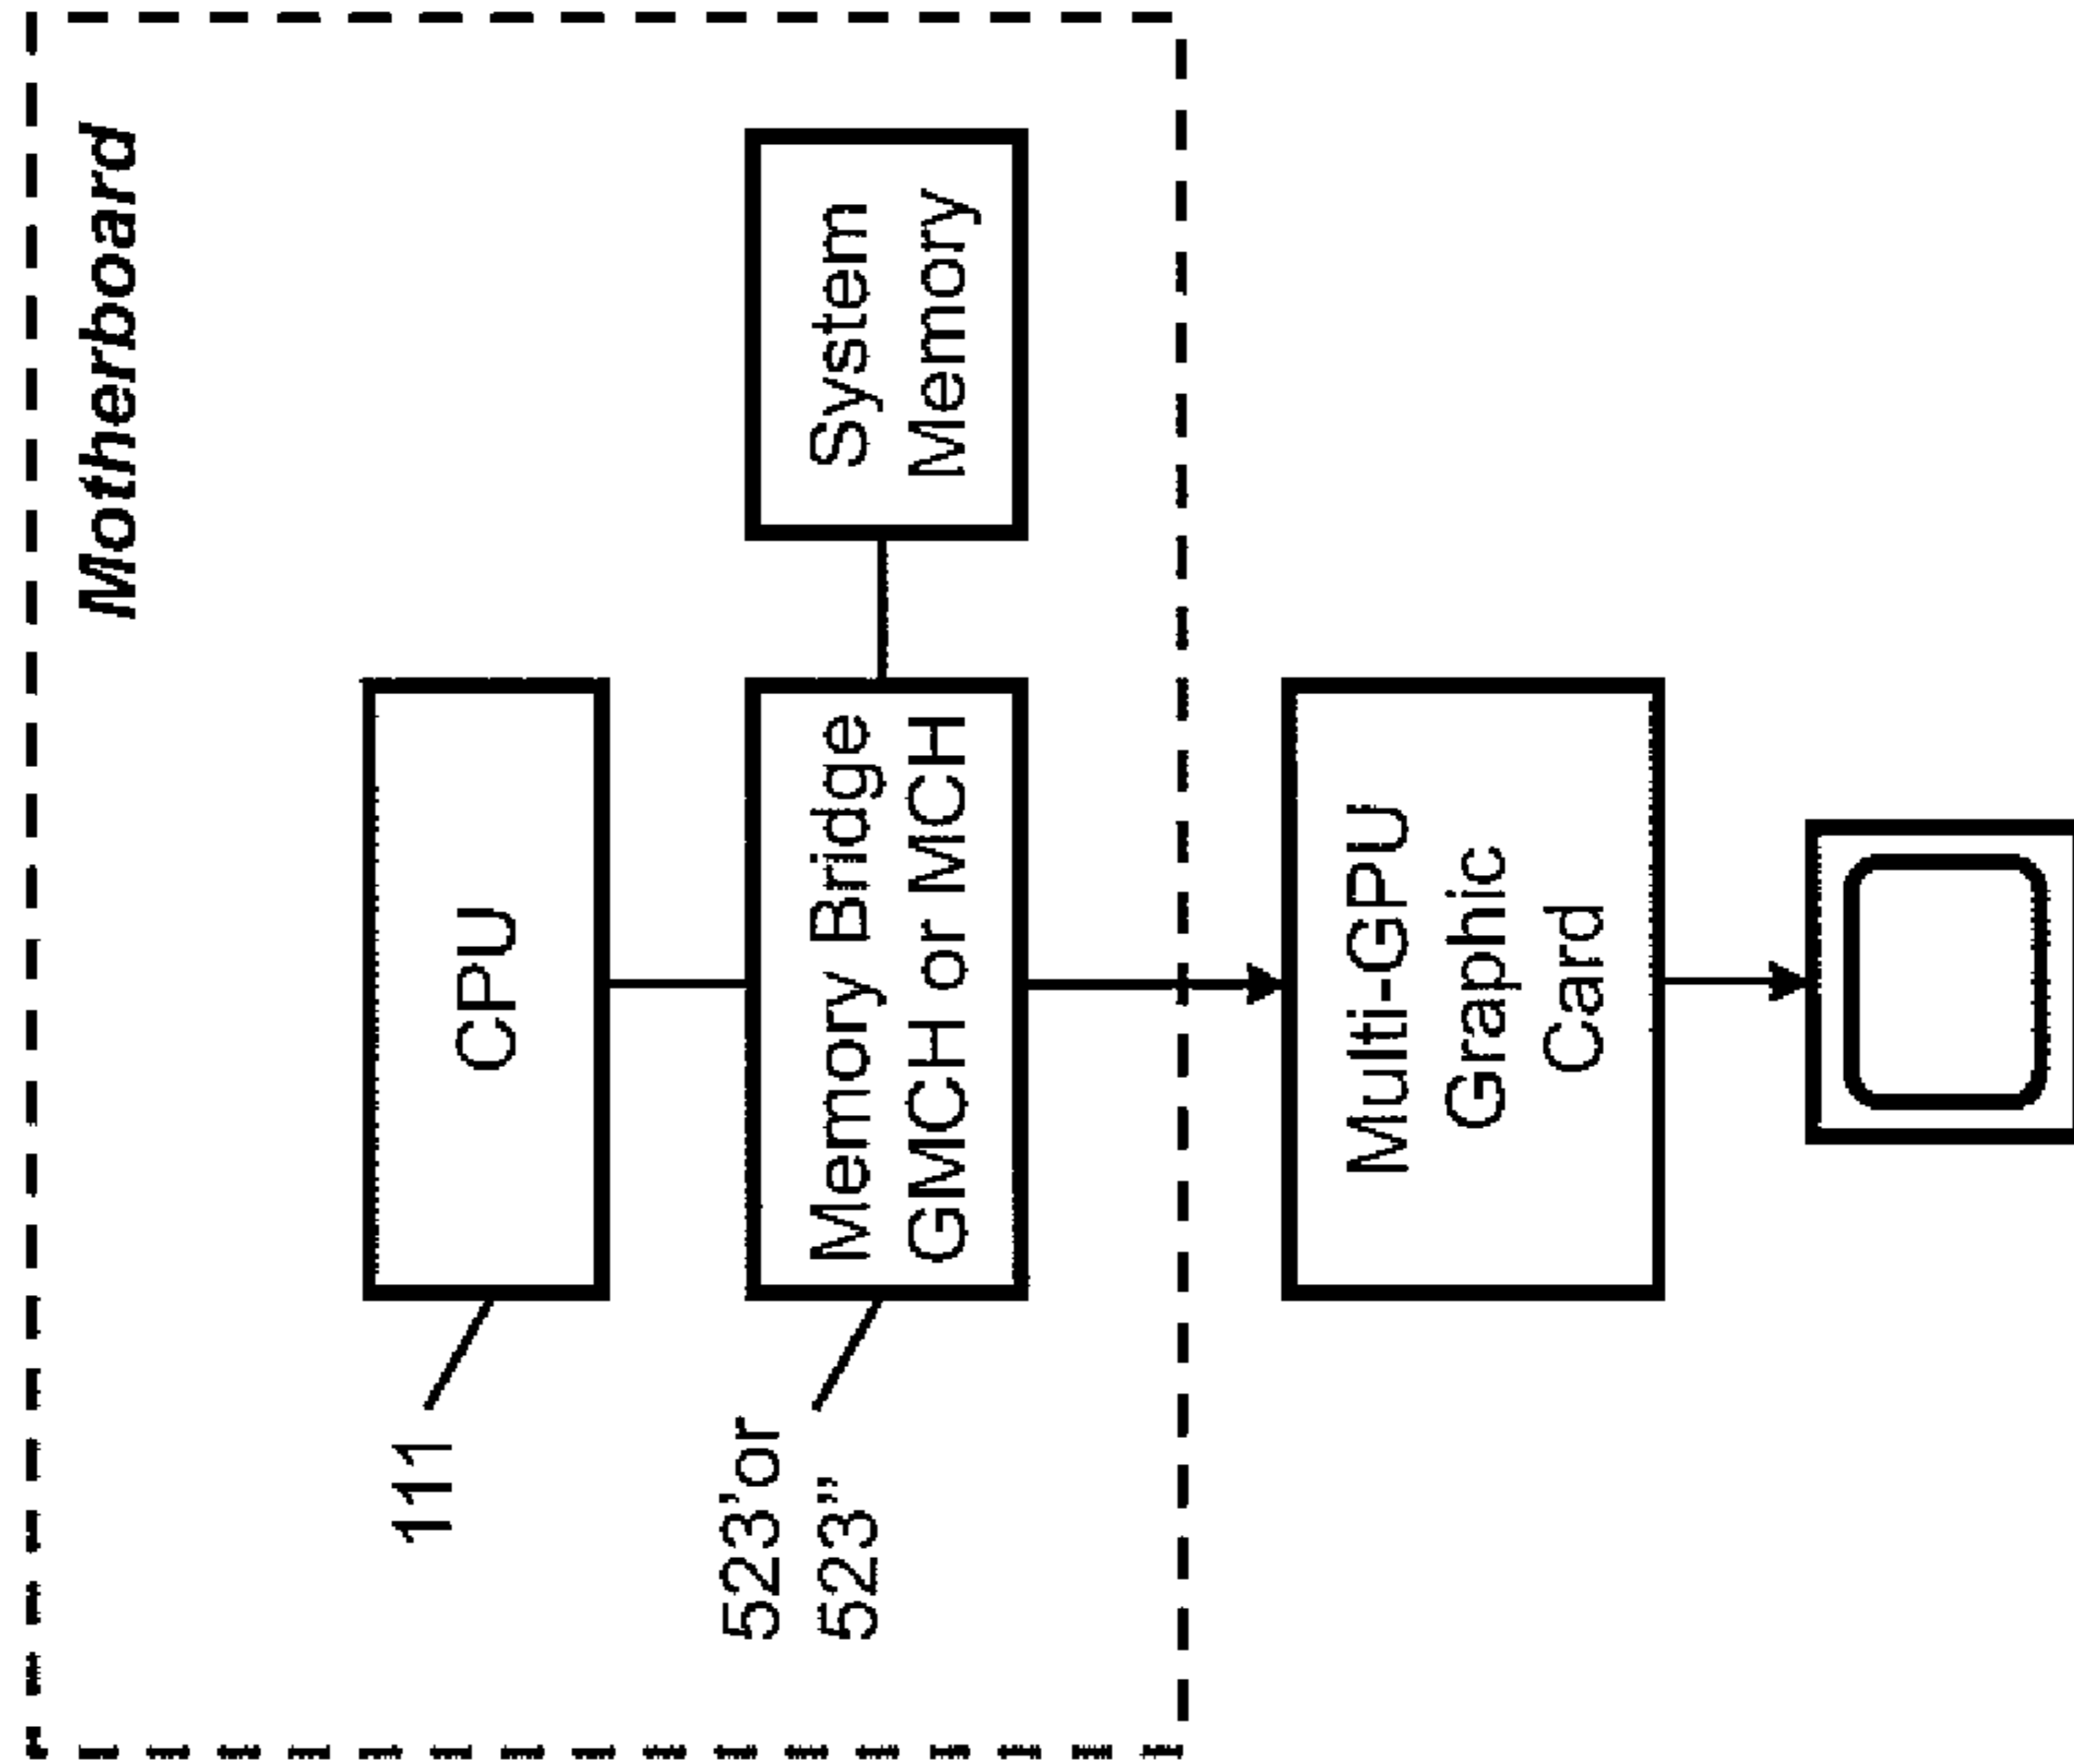 Motherboard
111
CPU
523'or
523"
Memory Bridge
GMCH or MCH
System
Memory
Multi-GPU
Graphic
Card